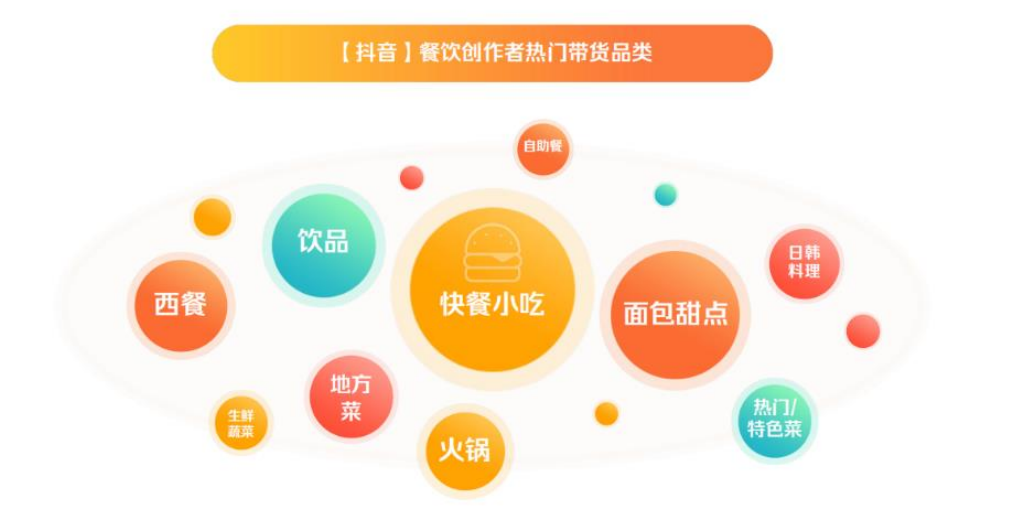 【抖音】餐饮创作者热门带货品类
自助餐
饮品
日韩
料理
西餐
快餐小吃
面包甜点
地方
菜
热门/
特色菜
生鲜
蔬菜
火锅